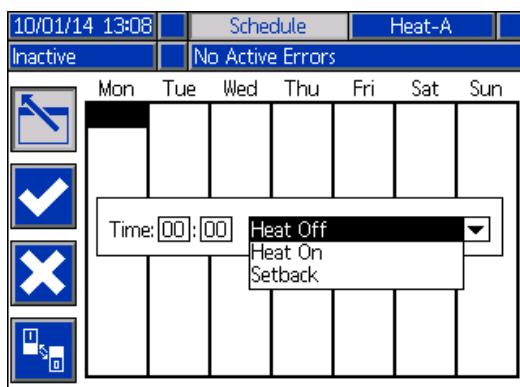 10/01/14 13:08 Schedule Heat-A
Inactive No Active Errors
Mon Tue Wed Thu Fri Sat Sun
Time: 00 : 00 Heat Off
Heat On
Setback